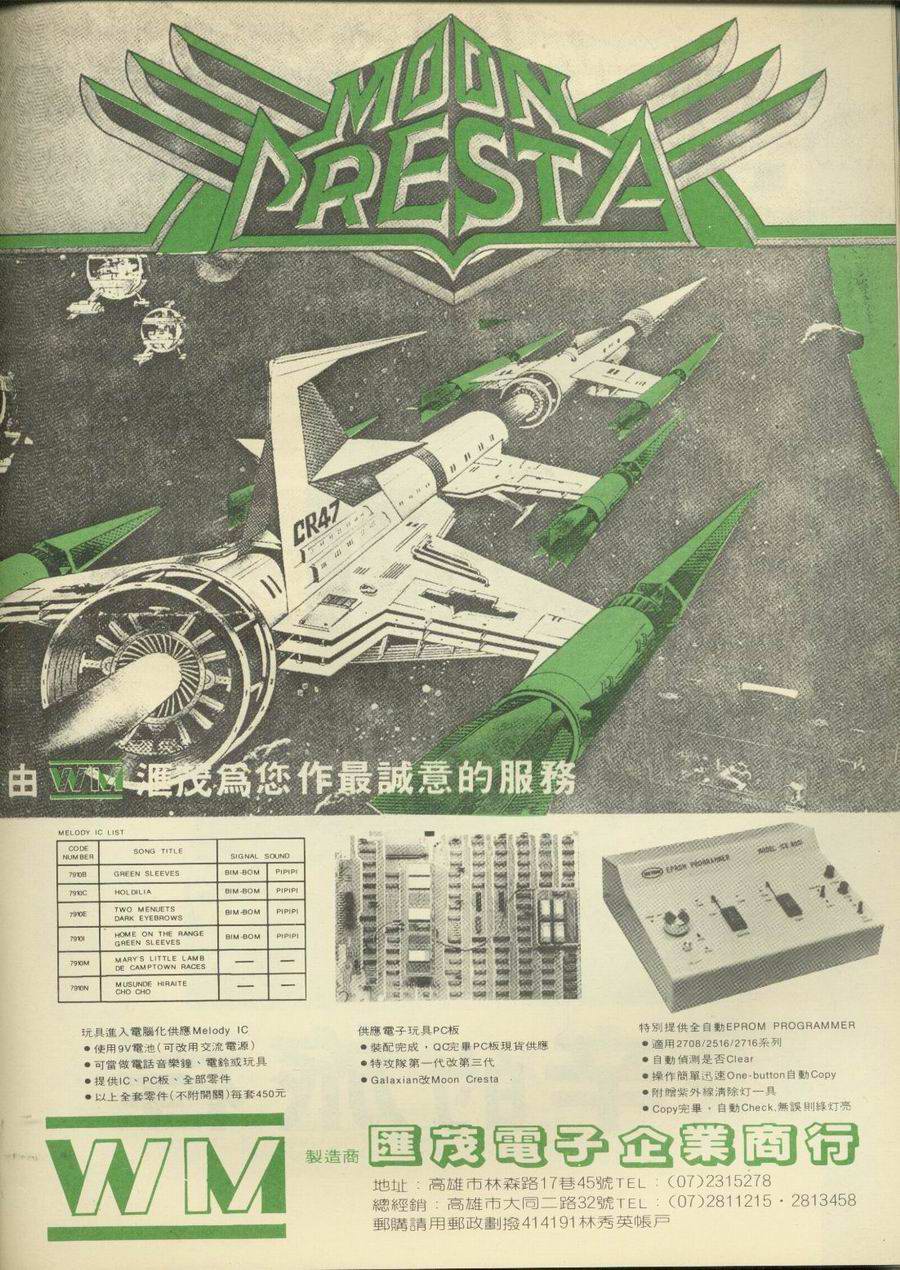 MOON
PRESTA
CR47
由 WM 滙茂爲您作最誠意的服務
MELODY IC LIST
CODE NUMBER SONG TITLE SIGNAL SOUND
7910B GREEN SLEEVES BIM-BOM PIPIPI
7910C HOLDILIA BIM-BOM PIPIPI
7910E TWO MENUETS DARK EYEBROWS BIM-BOM PIPIPI
7910I HOME ON THE RANGE GREEN SLEEVES BIM-BOM PIPIPI
7910M MARY'S LITTLE LAMB DE CAMPTOWN RACES — —
7910N MUSUNDE HIRAITE CHO CHO — —
EPROM PROGRAMMER
玩具進入電腦化供應Melody IC
●使用9V電池(可改用交流電源)
●可當做電話音樂鐘、電鈴或玩具
●提供IC、PC板、全部零件
●以上全套零件(不附開關)每套450元
供應電子玩具PC板
●裝配完成，QC完畢PC板現貨供應
●特攻隊第一代改第三代
●Galaxian改Moon Cresta
特別提供全自動EPROM PROGRAMMER
●適用2708/2516/2716系列
●自動偵測是否Clear
●操作簡單迅速One-button自動Copy
●附贈紫外線清除灯一具
●Copy完畢，自動Check,無誤則綠灯亮
WM
製造商 匯茂電子企業商行
地址：高雄市林森路17巷45號TEL：(07)2315278
總經銷：高雄市大同二路32號TEL：(07)2811215・2813458
郵購請用郵政劃撥414191林秀英帳戶